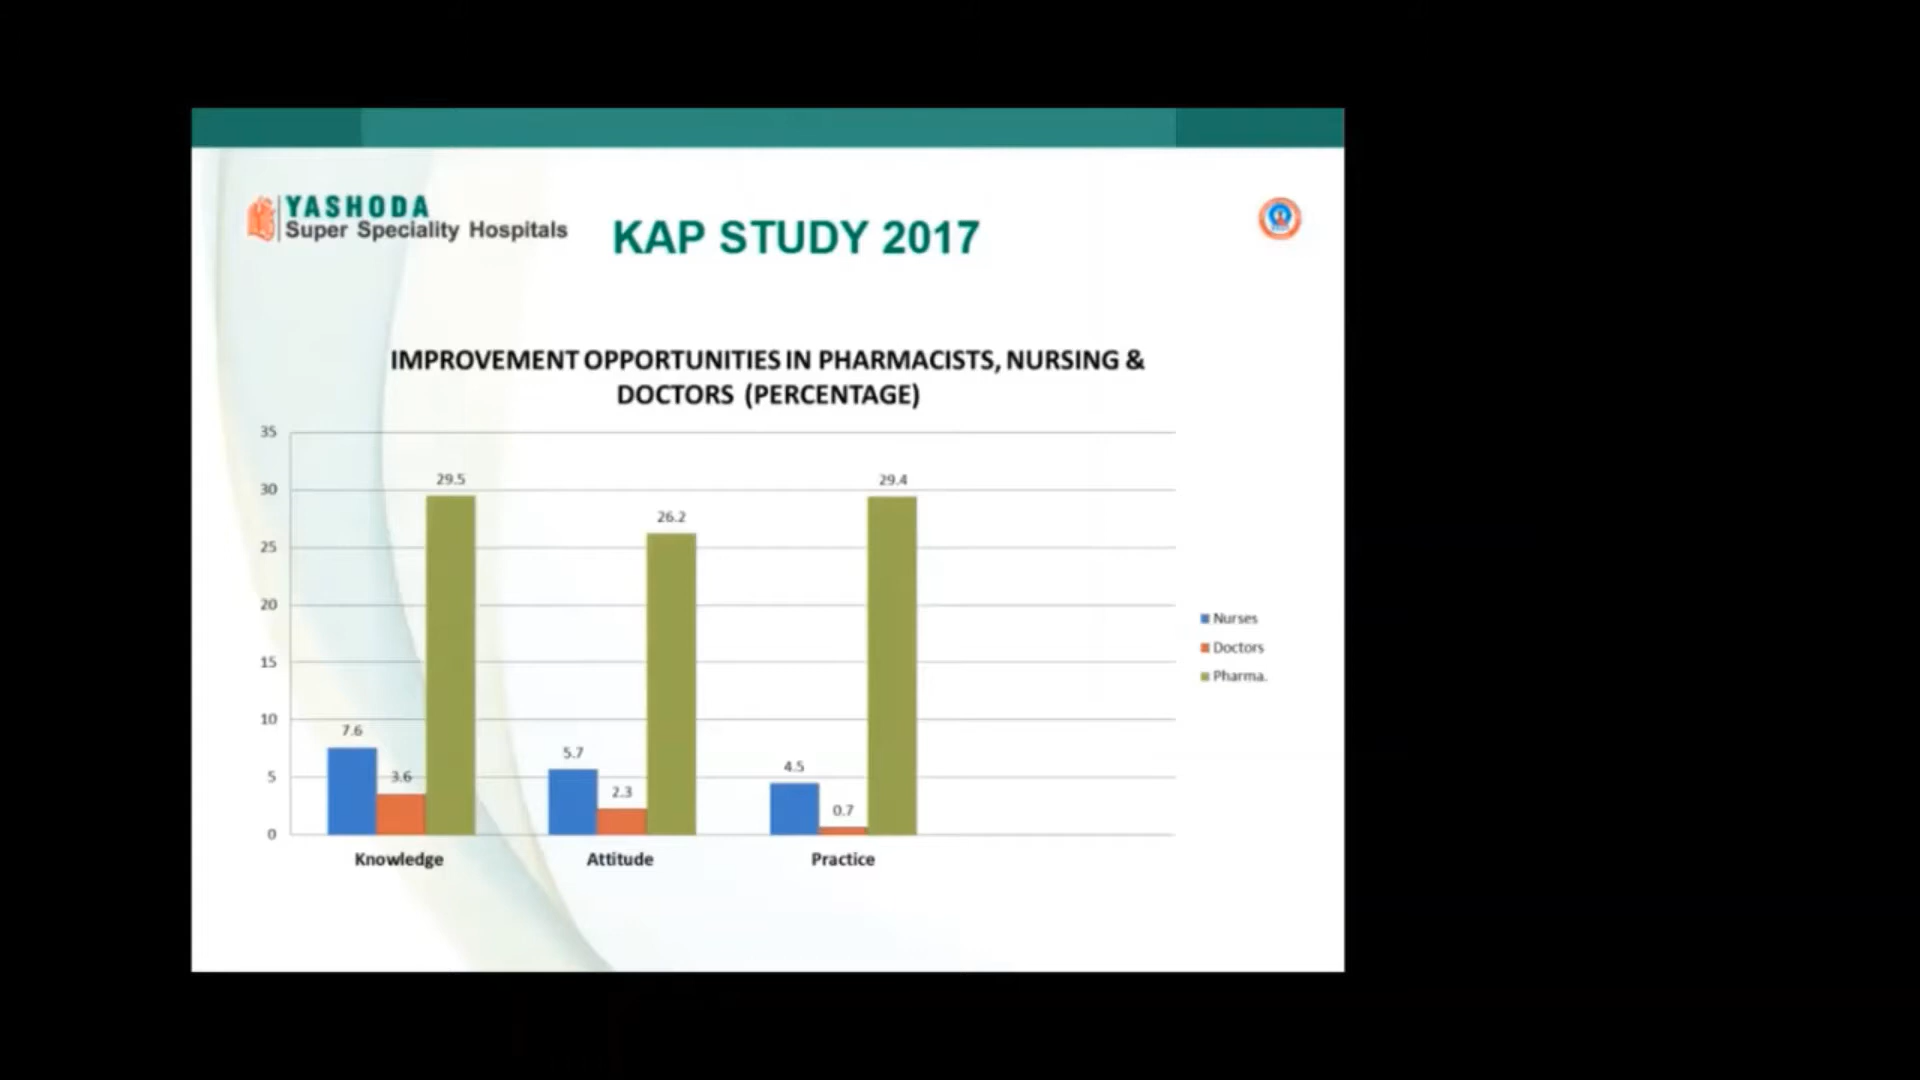 YASHODA
Super Speciality Hospitals
KAP STUDY 2017
IMPROVEMENT OPPORTUNITIES IN PHARMACISTS, NURSING &
DOCTORS (PERCENTAGE)
35
30
25
20
15
10
5
0
7.6
3.6
29.5
5.7
2.3
26.2
4.5
0.7
29.4
Knowledge
Attitude
Practice
Nurses
Doctors
Pharma.